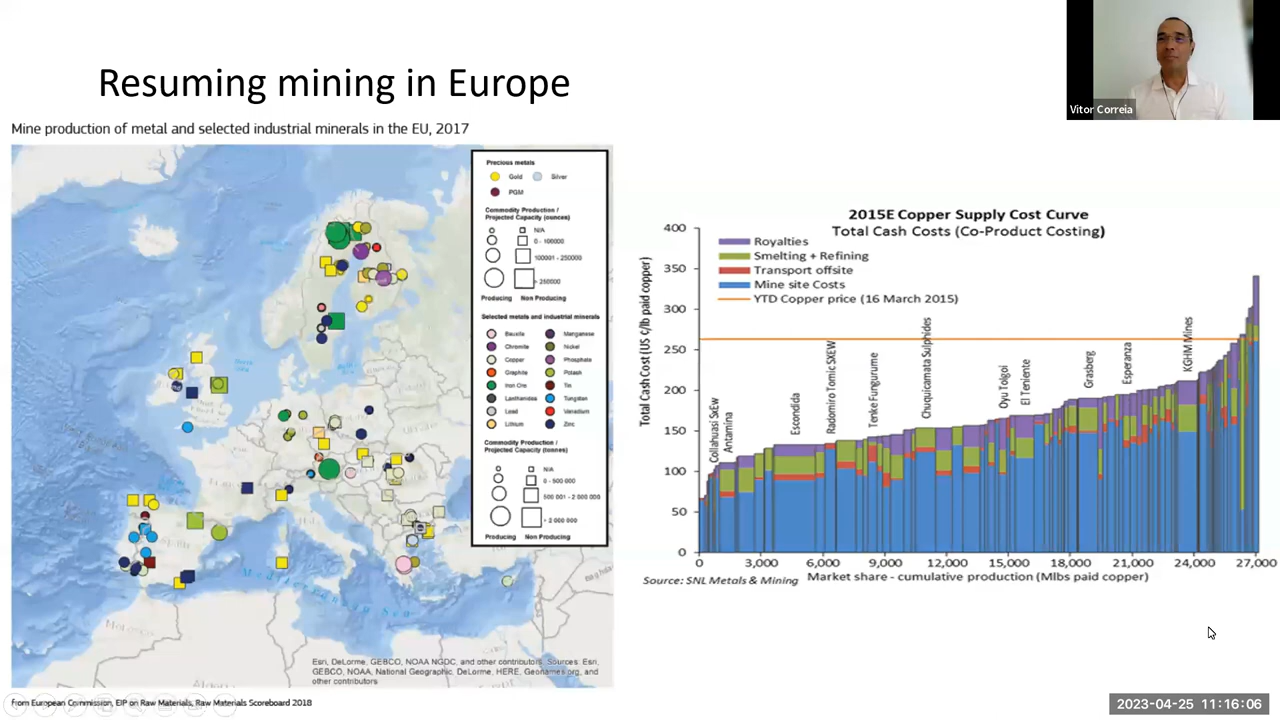 Resuming mining in Europe
Vitor Correia
Mine production of metal and selected industrial minerals in the EU, 2017
Precious metals
Gold Silver
PGM
Commodity Production /
Projected Capacity (ounces)
N/A
0 - 100000
100001 - 250000
> 250000
Producing Non Producing
Selected metals and industrial minerals
Bauxite Manganese
Chromite Nickel
Copper Phosphate
Graphite Potash
Iron Ore Tin
Lanthanides Tungsten
Lead Vanadium
Lithium Zinc
Commodity Production /
Projected Capacity (tonnes)
N/A
0 - 500 000
500 001 - 2 000 000
> 2 000 000
Producing Non Producing
Esri, DeLorme, GEBCO, NOAA NGDC, and other contributors. Sources: Esri,
GEBCO, NOAA, National Geographic, DeLorme, HERE, Geonames.org, and
other contributors
from European Commission, EIP on Raw Materials, Raw Materials Scoreboard 2018
2015E Copper Supply Cost Curve
Total Cash Costs (Co-Product Costing)
Total Cash Cost (US ¢/lb paid copper)
400
350
300
250
200
150
100
50
0
Royalties
Smelting + Refining
Transport offsite
Mine site Costs
YTD Copper price (16 March 2015)
Collahuasi SxEw
Antamina
Escondida
Radomiro Tomic SXEW
Tenke Fungurume
Chuquicamata Sulphides
Oyu Tolgoi
El Teniente
Grasberg
Esperanza
KGHM Mines
0 3,000 6,000 9,000 12,000 15,000 18,000 21,000 24,000 27,000
Market share - cumulative production (Mlbs paid copper)
Source: SNL Metals & Mining
2023-04-25 11:16:06